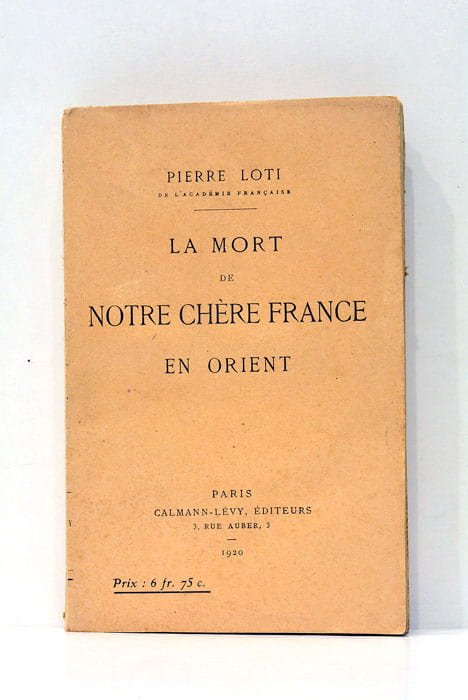 PIERRE LOTI
DE L'ACADÉMIE FRANÇAISE
LA MORT
DE
NOTRE CHÈRE FRANCE
EN ORIENT
PARIS
CALMANN-LÉVY, ÉDITEURS
3, RUE AUBER, 3
1920
Prix : 6 fr. 75 c.